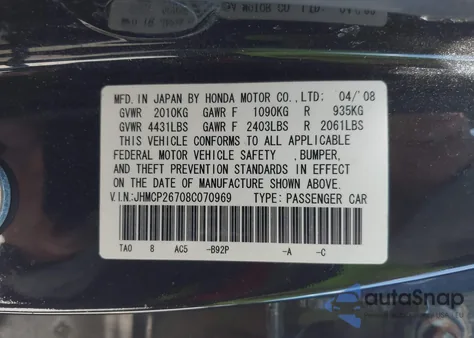 MFD. IN JAPAN BY HONDA MOTOR CO.,LTD: 04/'08
GVWR 2010KG GAWR F 1090KG R 935KG
GVWR 4431LBS GAWR F 2403LBS R 2061LBS
THIS VEHICLE CONFORMS TO ALL APPLICABLE
FEDERAL MOTOR VEHICLE SAFETY ,BUMPER,
AND THEFT PREVENTION STANDARDS IN EFFECT
ON THE DATE OF MANUFACTURE SHOWN ABOVE.
V.I.N:JHMCP26708C070969 TYPE:PASSENGER CAR
TA0 8 AC5 -B92P -A -C
autoSnap